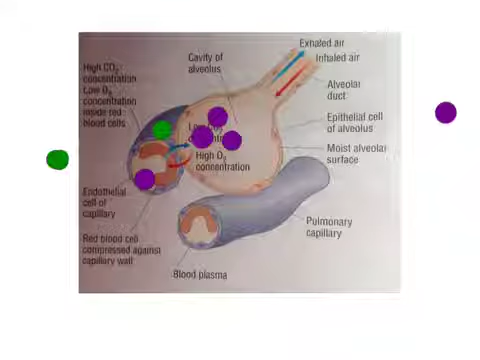 Exhaled air
Inhaled air
Cavity of
alveolus
High CO2
concentration
Low O2
concentration
inside red
blood cells
Alveolar
duct
Epithelial cell
of alveolus
Moist alveolar
surface
High O2
concentration
Endothelial
cell of
capillary
Red blood cell
compressed against
capillary wall
Pulmonary
capillary
Blood plasma